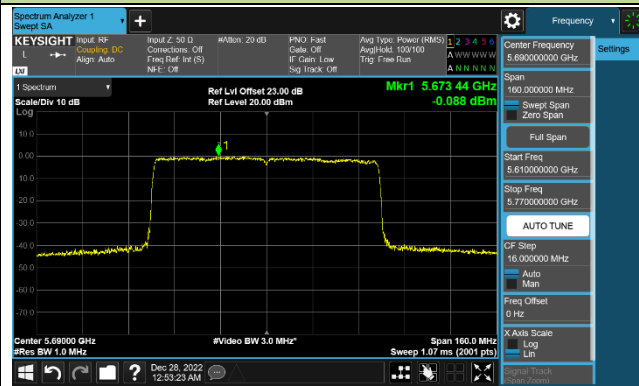 Spectrum Analyzer 1
Swept SA
Frequency
KEYSIGHT
Input: RF
Coupling: DC
Align: Auto
Input Z: 50 Ω
Corrections: Off
Freq Ref: Int (S)
NFE: Off
#Atten: 20 dB
PNO: Fast
Gate: Off
IF Gain: Low
Sig Track: Off
Avg Type: Power (RMS)
Avg|Hold: 100/100
Trig: Free Run
1 2 3 4 5 6
A W W W W W
A N N N N N
L
LXI
1 Spectrum
Scale/Div 10 dB
Log
Ref Lvl Offset 23.00 dB
Ref Level 20.00 dBm
Mkr1 5.673 44 GHz
-0.088 dBm
10.0
0.00
-10.0
-20.0
-30.0
-40.0
-50.0
-60.0
-70.0
1
Center 5.69000 GHz
#Res BW 1.0 MHz
#Video BW 3.0 MHz*
Span 160.0 MHz
Sweep 1.07 ms (2001 pts)
Dec 28, 2022
12:53:23 AM
?
Center Frequency
5.690000000 GHz
Settings
Span
160.000000 MHz
Swept Span
Zero Span
Full Span
Start Freq
5.610000000 GHz
Stop Freq
5.770000000 GHz
AUTO TUNE
CF Step
16.000000 MHz
Auto
Man
Freq Offset
0 Hz
X Axis Scale
Log
Lin
Signal Track
(Span Zoom)